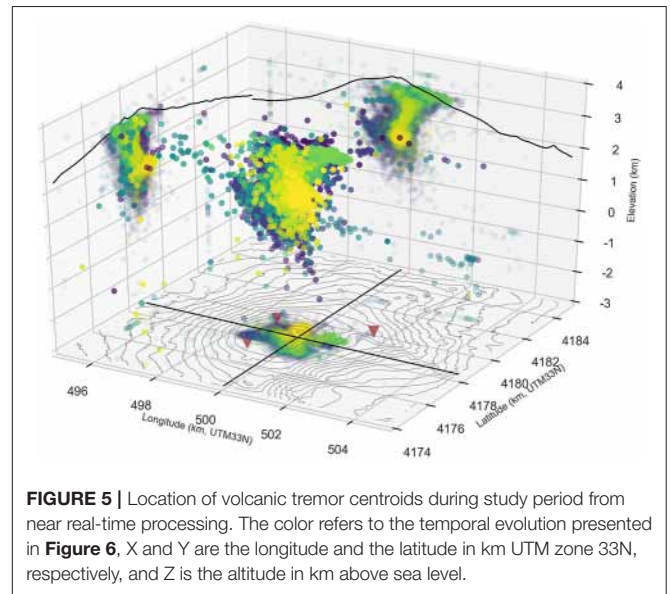 4
3
2
1
0
-1
-2
-3
Elevation (km)
496
498
500
502
504
Longitude (km, UTM33N)
4174
4176
4178
4180
4182
4184
Latitude (km, UTM33N)
FIGURE 5 | Location of volcanic tremor centroids during study period from
near real-time processing. The color refers to the temporal evolution presented
in Figure 6, X and Y are the longitude and the latitude in km UTM zone 33N,
respectively, and Z is the altitude in km above sea level.